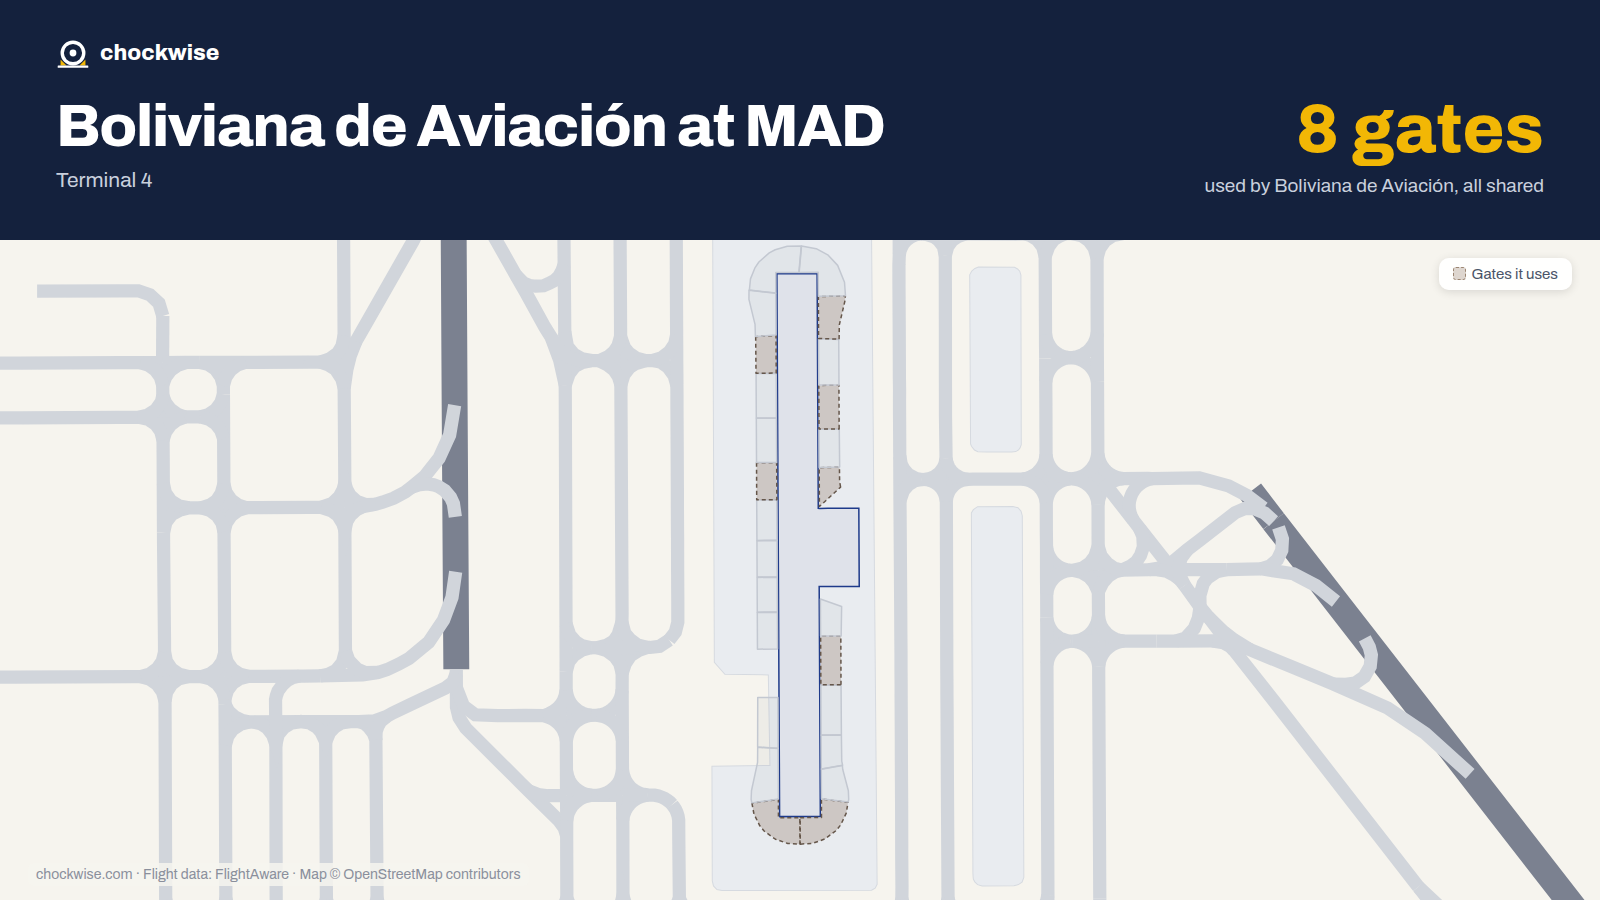 chockwise
Boliviana de Aviación at MAD
Terminal 4
8 gates
used by Boliviana de Aviación, all shared
Gates it uses
chockwise.com · Flight data: FlightAware · Map © OpenStreetMap contributors